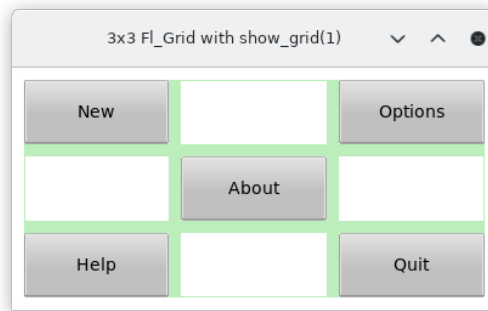 3x3 Fl_Grid with show_grid(1)
New
Options
About
Help
Quit